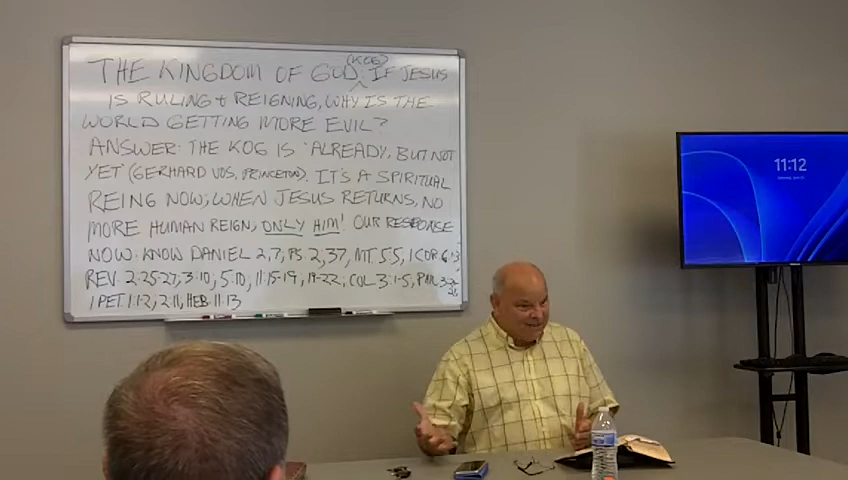 THE KINGDOM OF GOD (KOG): IF JESUS
IS RULING + REIGNING, WHY IS THE
WORLD GETTING MORE EVIL?
ANSWER: THE KOG IS "ALREADY, BUT NOT
YET (GERHARD VOS, PRINCETON). IT'S A SPIRITUAL
REING NOW; WHEN JESUS RETURNS, NO
MORE HUMAN REIGN, ONLY HIM! OUR RESPONSE
NOW: KNOW DANIEL 2,7, PS. 2,37, MT. 5:5, 1 COR 6:3
REV. 2:25-27, 3:10, 5:10, 11:15-19, 19-22; COL 3:1-5, 
1 PET 1:1-2, 2:11, HEB. 11:13
11:12